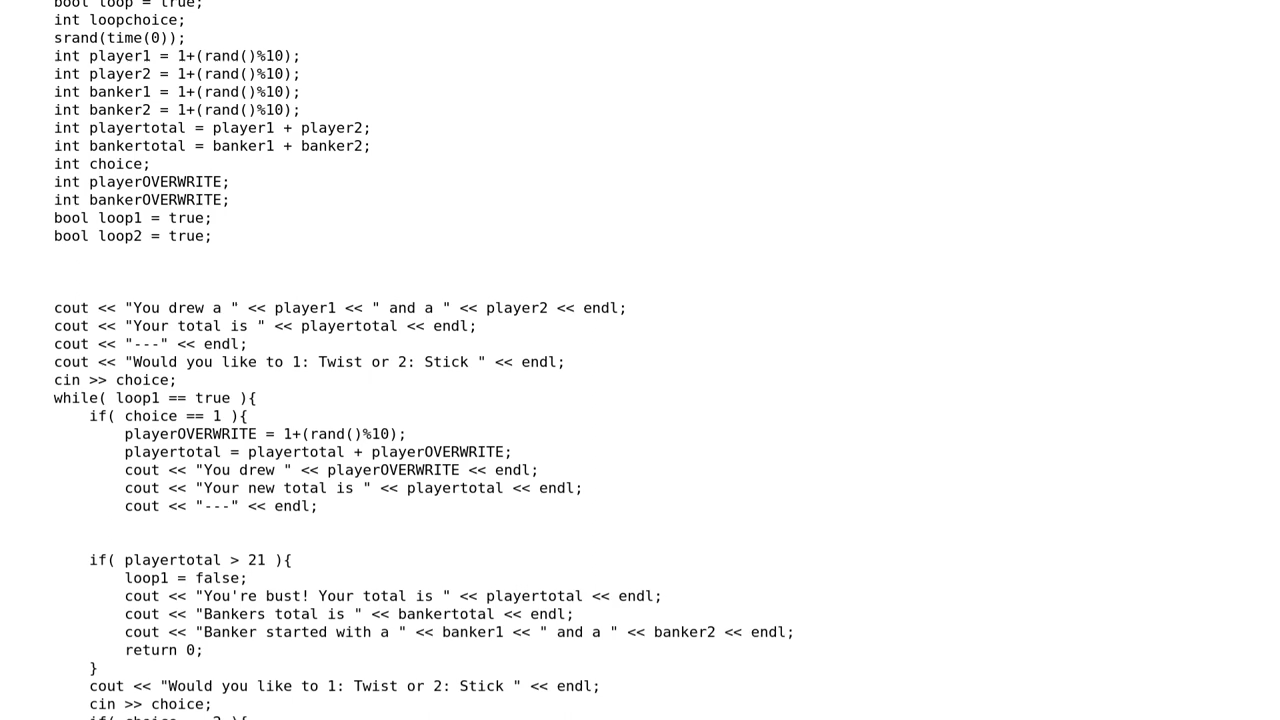 bool loop = true;
int loopchoice;
srand(time(0));
int player1 = 1+(rand()%10);
int player2 = 1+(rand()%10);
int banker1 = 1+(rand()%10);
int banker2 = 1+(rand()%10);
int playertotal = player1 + player2;
int bankertotal = banker1 + banker2;
int choice;
int playerOVERWRITE;
int bankerOVERWRITE;
bool loop1 = true;
bool loop2 = true;
cout << "You drew a " << player1 << " and a " << player2 << endl;
cout << "Your total is " << playertotal << endl;
cout << "---" << endl;
cout << "Would you like to 1: Twist or 2: Stick " << endl;
cin >> choice;
while( loop1 == true ){
if( choice == 1 ){
playerOVERWRITE = 1+(rand()%10);
playertotal = playertotal + playerOVERWRITE;
cout << "You drew " << playerOVERWRITE << endl;
cout << "Your new total is " << playertotal << endl;
cout << "---" << endl;
if( playertotal > 21 ){
loop1 = false;
cout << "You're bust! Your total is " << playertotal << endl;
cout << "Bankers total is " << bankertotal << endl;
cout << "Banker started with a " << banker1 << " and a " << banker2 << endl;
return 0;
}
cout << "Would you like to 1: Twist or 2: Stick " << endl;
cin >> choice;
if( choice == 2 ){